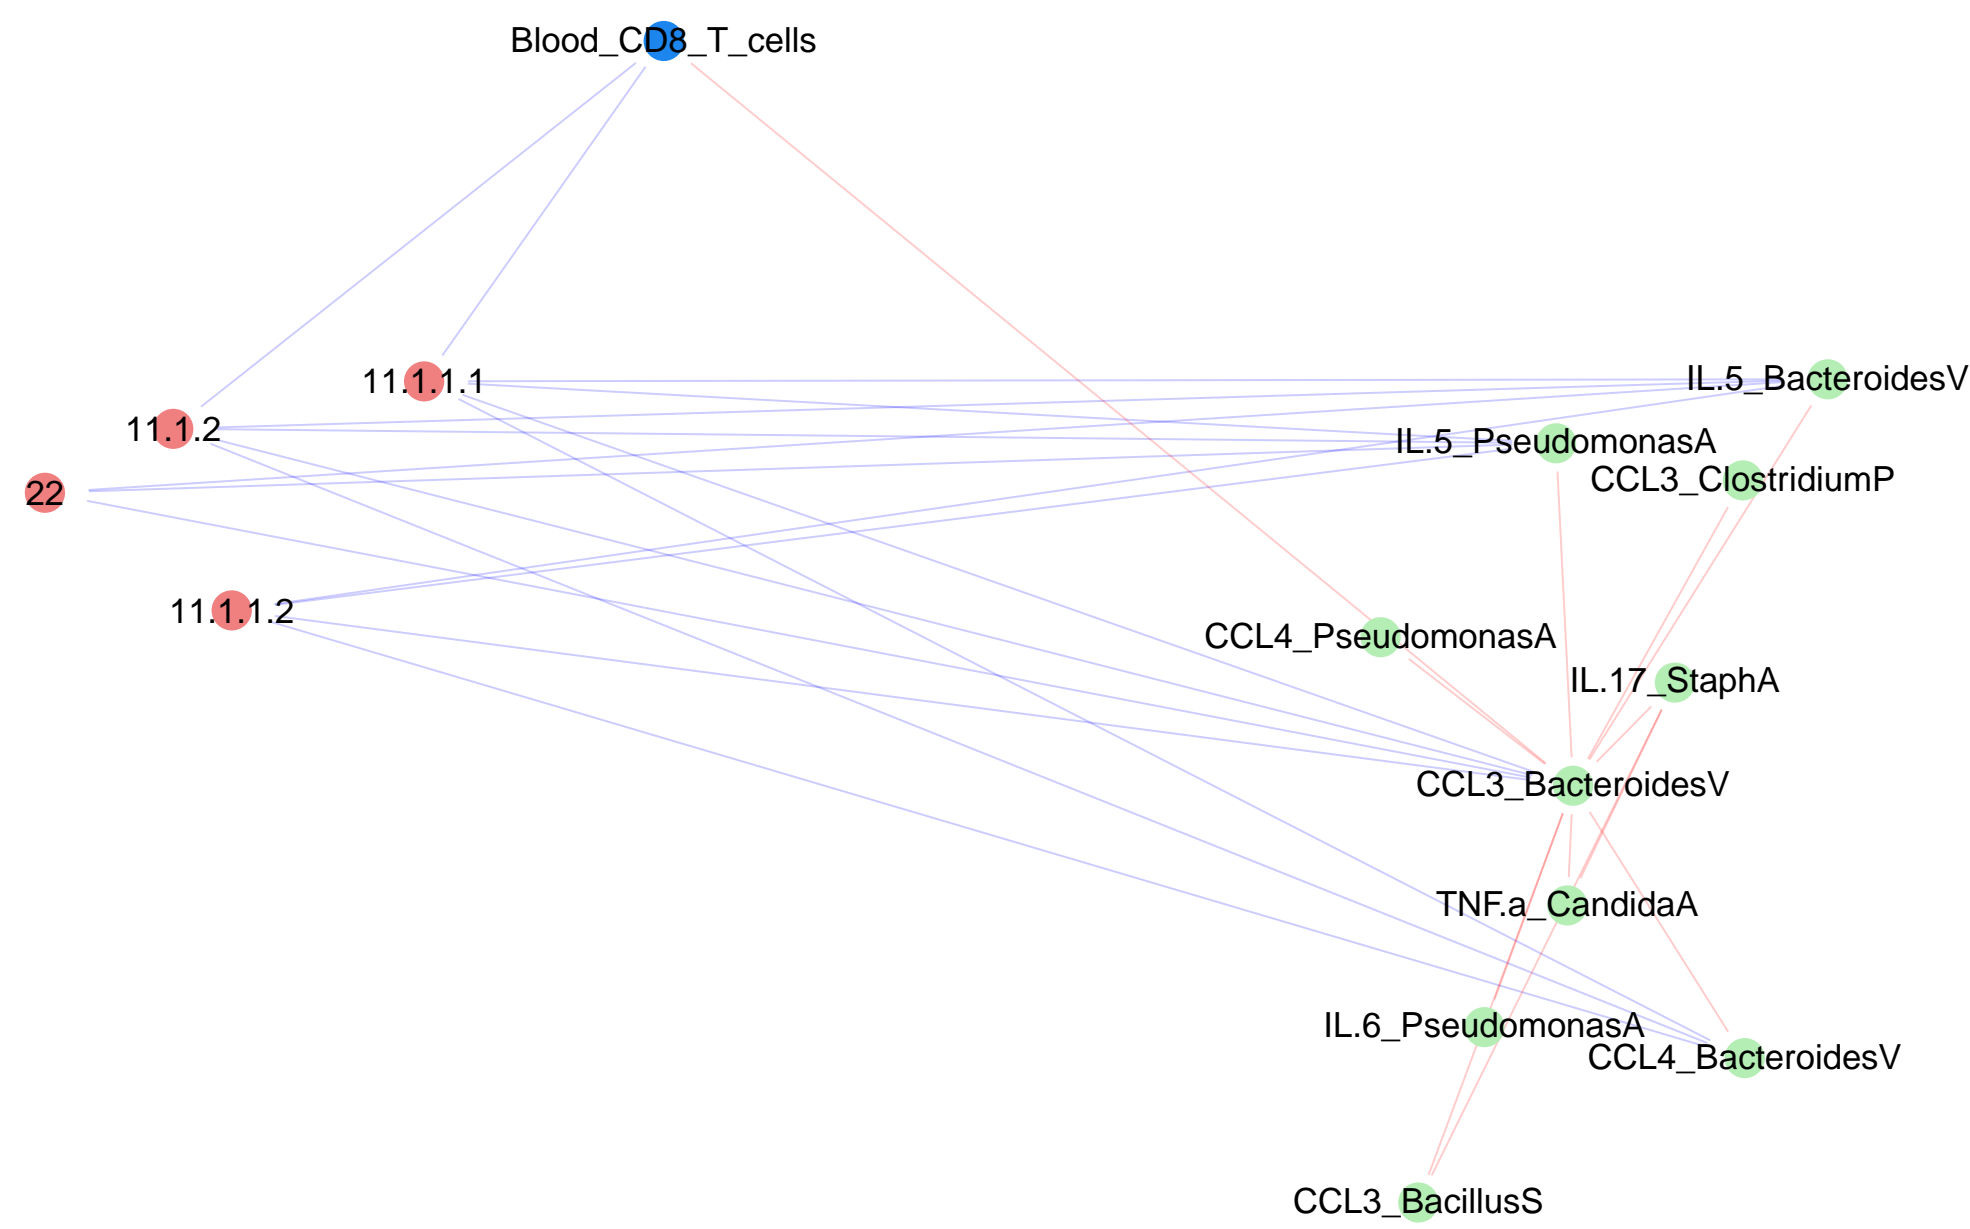 Blood_CD8_T_cells
11.1.1.1
IL.5_BacteroidesV
11.1.2
IL.5_PseudomonasA
CCL3_ClostridiumP
22
11.1.1.2
CCL4_PseudomonasA
IL.17_StaphA
CCL3_BacteroidesV
TNF.a_CandidaA
IL.6_PseudomonasA
CCL4_BacteroidesV
CCL3_BacillusS